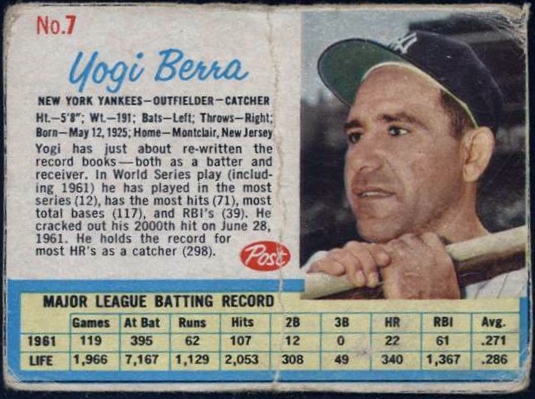 No.7
Yogi Berra
NEW YORK YANKEES—OUTFIELDER—CATCHER
Ht.—5'8"; Wt.—191; Bats—Left; Throws—Right;
Born—May 12, 1925; Home—Montclair, New Jersey
Yogi has just about re-written the
record books—both as a batter and
receiver. In World Series play (includ-
ing 1961) he has played in the most
series (12), has the most hits (71), most
total bases (117), and RBI's (39). He
cracked out his 2000th hit on June 28,
1961. He holds the record for
most HR's as a catcher (298).
Post
NY
MAJOR LEAGUE BATTING RECORD
Games At Bat Runs Hits 2B 3B HR RBI Avg.
1961 119 395 62 107 12 0 22 61 .271
LIFE 1,966 7,167 1,129 2,053 308 49 340 1,367 .286